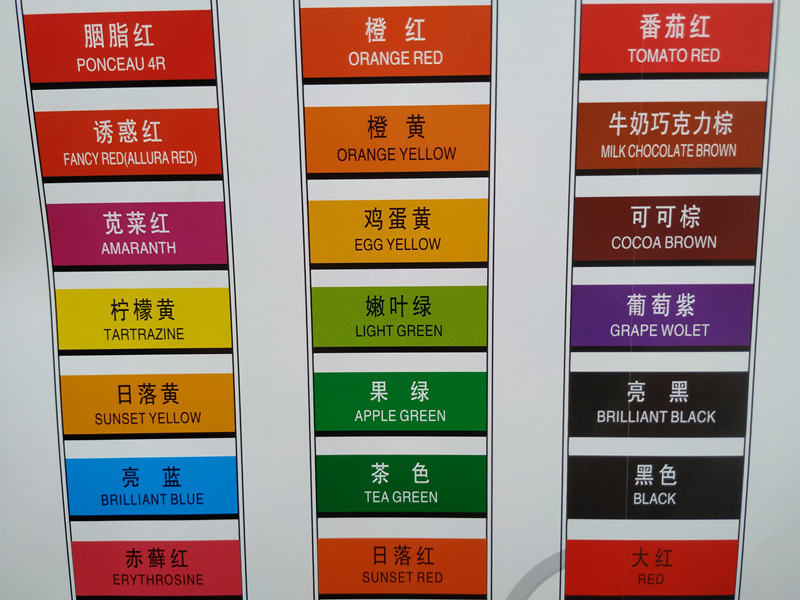 胭脂红
PONCEAU 4R
诱惑红
FANCY RED(ALLURA RED)
苋菜红
AMARANTH
柠檬黄
TARTRAZINE
日落黄
SUNSET YELLOW
亮 蓝
BRILLIANT BLUE
赤藓红
ERYTHROSINE
橙 红
ORANGE RED
橙 黄
ORANGE YELLOW
鸡蛋黄
EGG YELLOW
嫩叶绿
LIGHT GREEN
果 绿
APPLE GREEN
茶 色
TEA GREEN
日落红
SUNSET RED
番茄红
TOMATO RED
牛奶巧克力棕
MILK CHOCOLATE BROWN
可可棕
COCOA BROWN
葡萄紫
GRAPE WOLET
亮 黑
BRILLIANT BLACK
黑色
BLACK
大红
RED